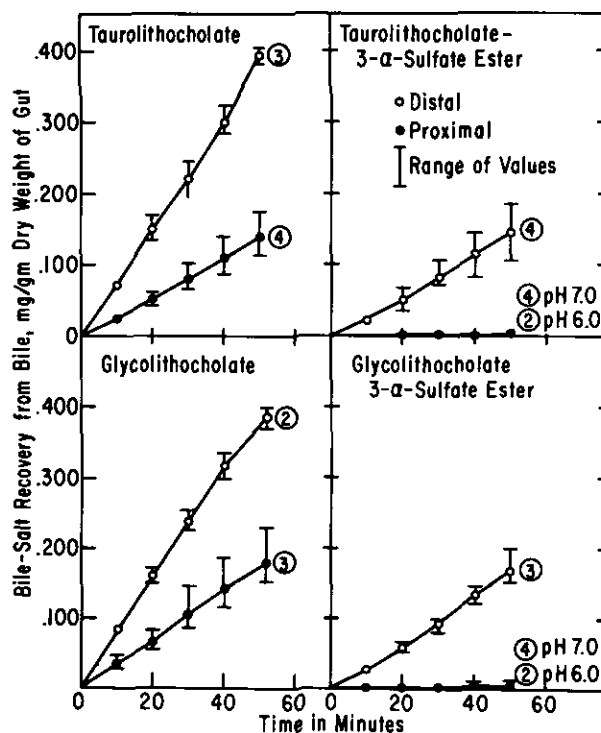 Bile-Salt Recovery from Bile, mg/gm Dry Weight of Gut
Taurolithocholate
.400
.300
.200
.100
0
③
④
Taurolithocholate-
3-α-Sulfate Ester
Distal
Proximal
Range of Values
④
④ pH 7.0
② pH 6.0
Glycolithocholate
.400
.300
.200
.100
②
③
0 20 40 60
Glycolithocholate
3-α-Sulfate Ester
③
④ pH 7.0
② pH 6.0
0 20 40 60
Time in Minutes